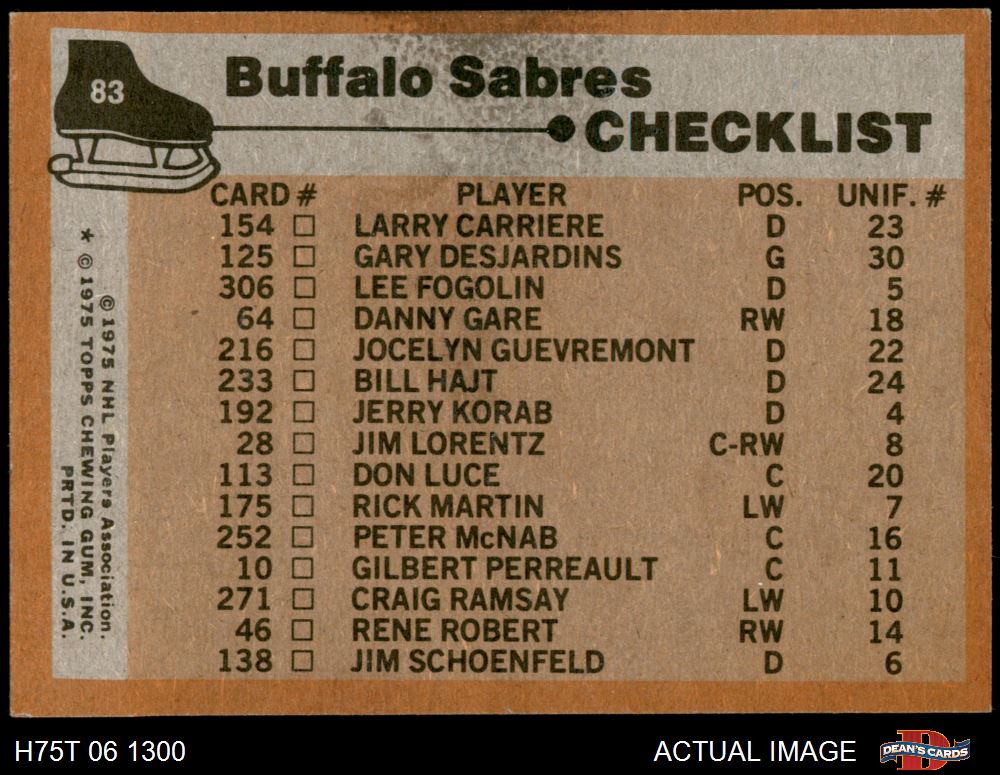 83
Buffalo Sabres
CHECKLIST
CARD # PLAYER POS. UNIF. #
154 □ LARRY CARRIERE D 23
125 □ GARY DESJARDINS G 30
306 □ LEE FOGOLIN D 5
64 □ DANNY GARE RW 18
216 □ JOCELYN GUEVREMONT D 22
233 □ BILL HAJT D 24
192 □ JERRY KORAB D 4
28 □ JIM LORENTZ C-RW 8
113 □ DON LUCE C 20
175 □ RICK MARTIN LW 7
252 □ PETER McNAB C 16
10 □ GILBERT PERREAULT C 11
271 □ CRAIG RAMSAY LW 10
46 □ RENE ROBERT RW 14
138 □ JIM SCHOENFELD D 6
© 1975 NHL Players Association.
* © 1975 TOPPS CHEWING GUM, INC.
PRTD. IN U.S.A.
H75T 06 1300
ACTUAL IMAGE
D
DEAN'S CARDS